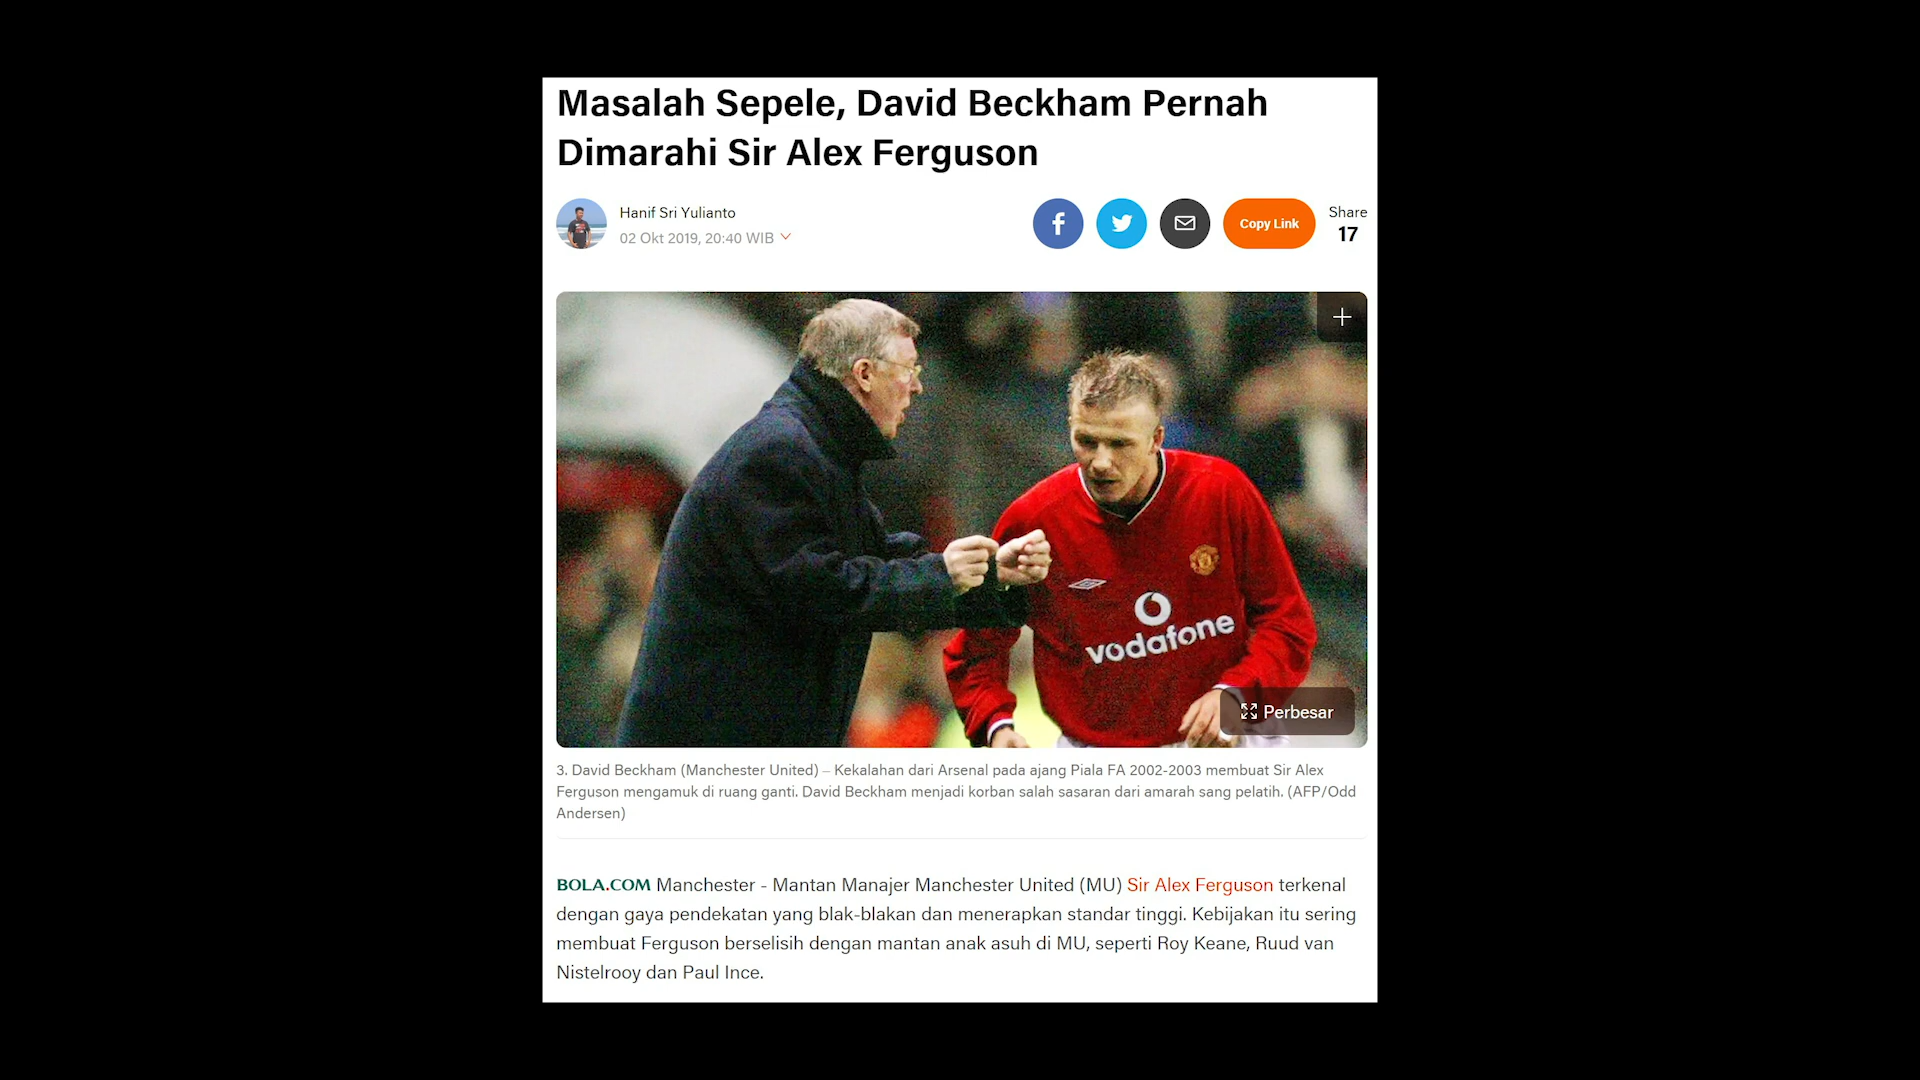 Masalah Sepele, David Beckham Pernah
Dimarahi Sir Alex Ferguson
Hanif Sri Yulianto
02 Okt 2019, 20:40 WIB
Copy Link
Share
17
vodafone
Perbesar
3. David Beckham (Manchester United) – Kekalahan dari Arsenal pada ajang Piala FA 2002-2003 membuat Sir Alex
Ferguson mengamuk di ruang ganti. David Beckham menjadi korban salah sasaran dari amarah sang pelatih. (AFP/Odd
Andersen)
BOLA.COM Manchester - Mantan Manajer Manchester United (MU) Sir Alex Ferguson terkenal
dengan gaya pendekatan yang blak-blakan dan menerapkan standar tinggi. Kebijakan itu sering
membuat Ferguson berselisih dengan mantan anak asuh di MU, seperti Roy Keane, Ruud van
Nistelrooy dan Paul Ince.